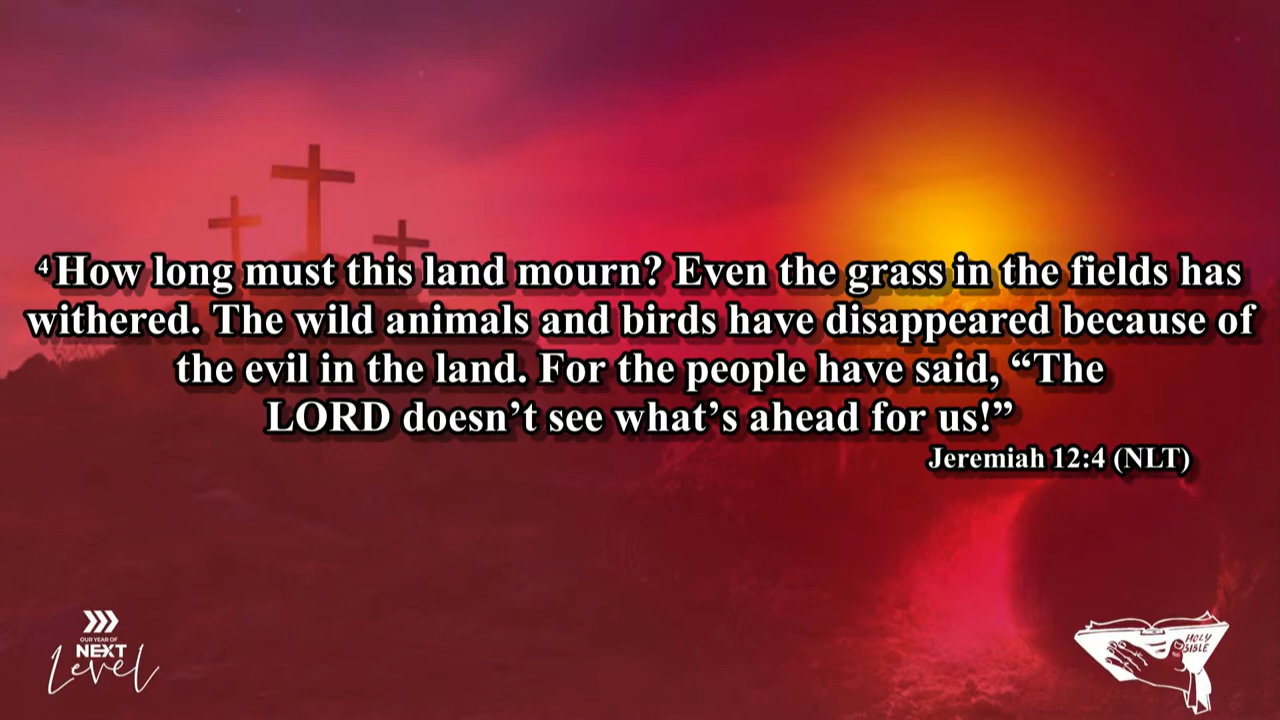 ⁴How long must this land mourn? Even the grass in the fields has
withered. The wild animals and birds have disappeared because of
the evil in the land. For the people have said, “The
LORD doesn’t see what’s ahead for us!”
Jeremiah 12:4 (NLT)
OUR YEAR OF
NEXT
Level
HOLY
BIBLE